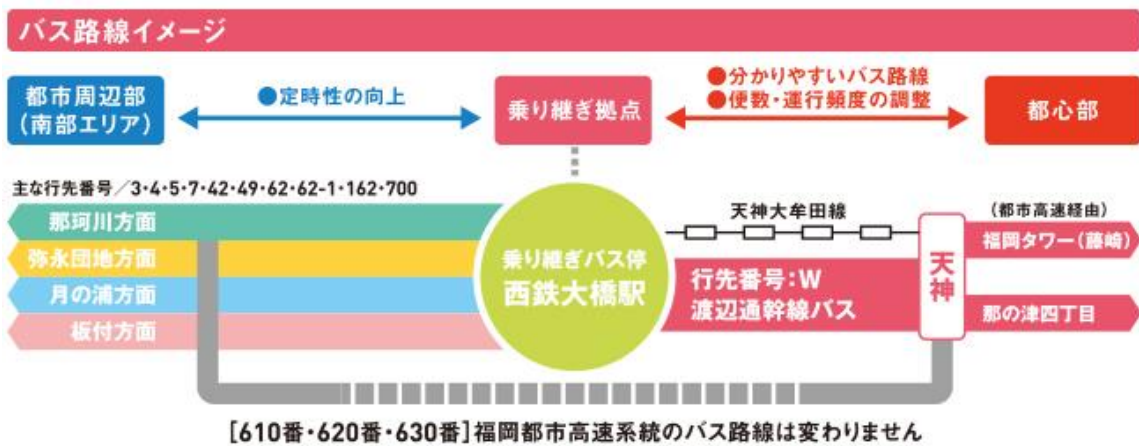 バス路線イメージ
都市周辺部
（南部エリア）
●定時性の向上
乗り継ぎ拠点
●分かりやすいバス路線
●便数・運行頻度の調整
都心部
主な行先番号／3・4・5・7・42・49・62・62-1・162・700
那珂川方面
弥永団地方面
月の浦方面
板付方面
乗り継ぎバス停
西鉄大橋駅
天神大牟田線
行先番号：W
渡辺通幹線バス
天神
（都市高速経由）
福岡タワー（藤崎）
那の津四丁目
［610番・620番・630番］福岡都市高速系統のバス路線は変わりません